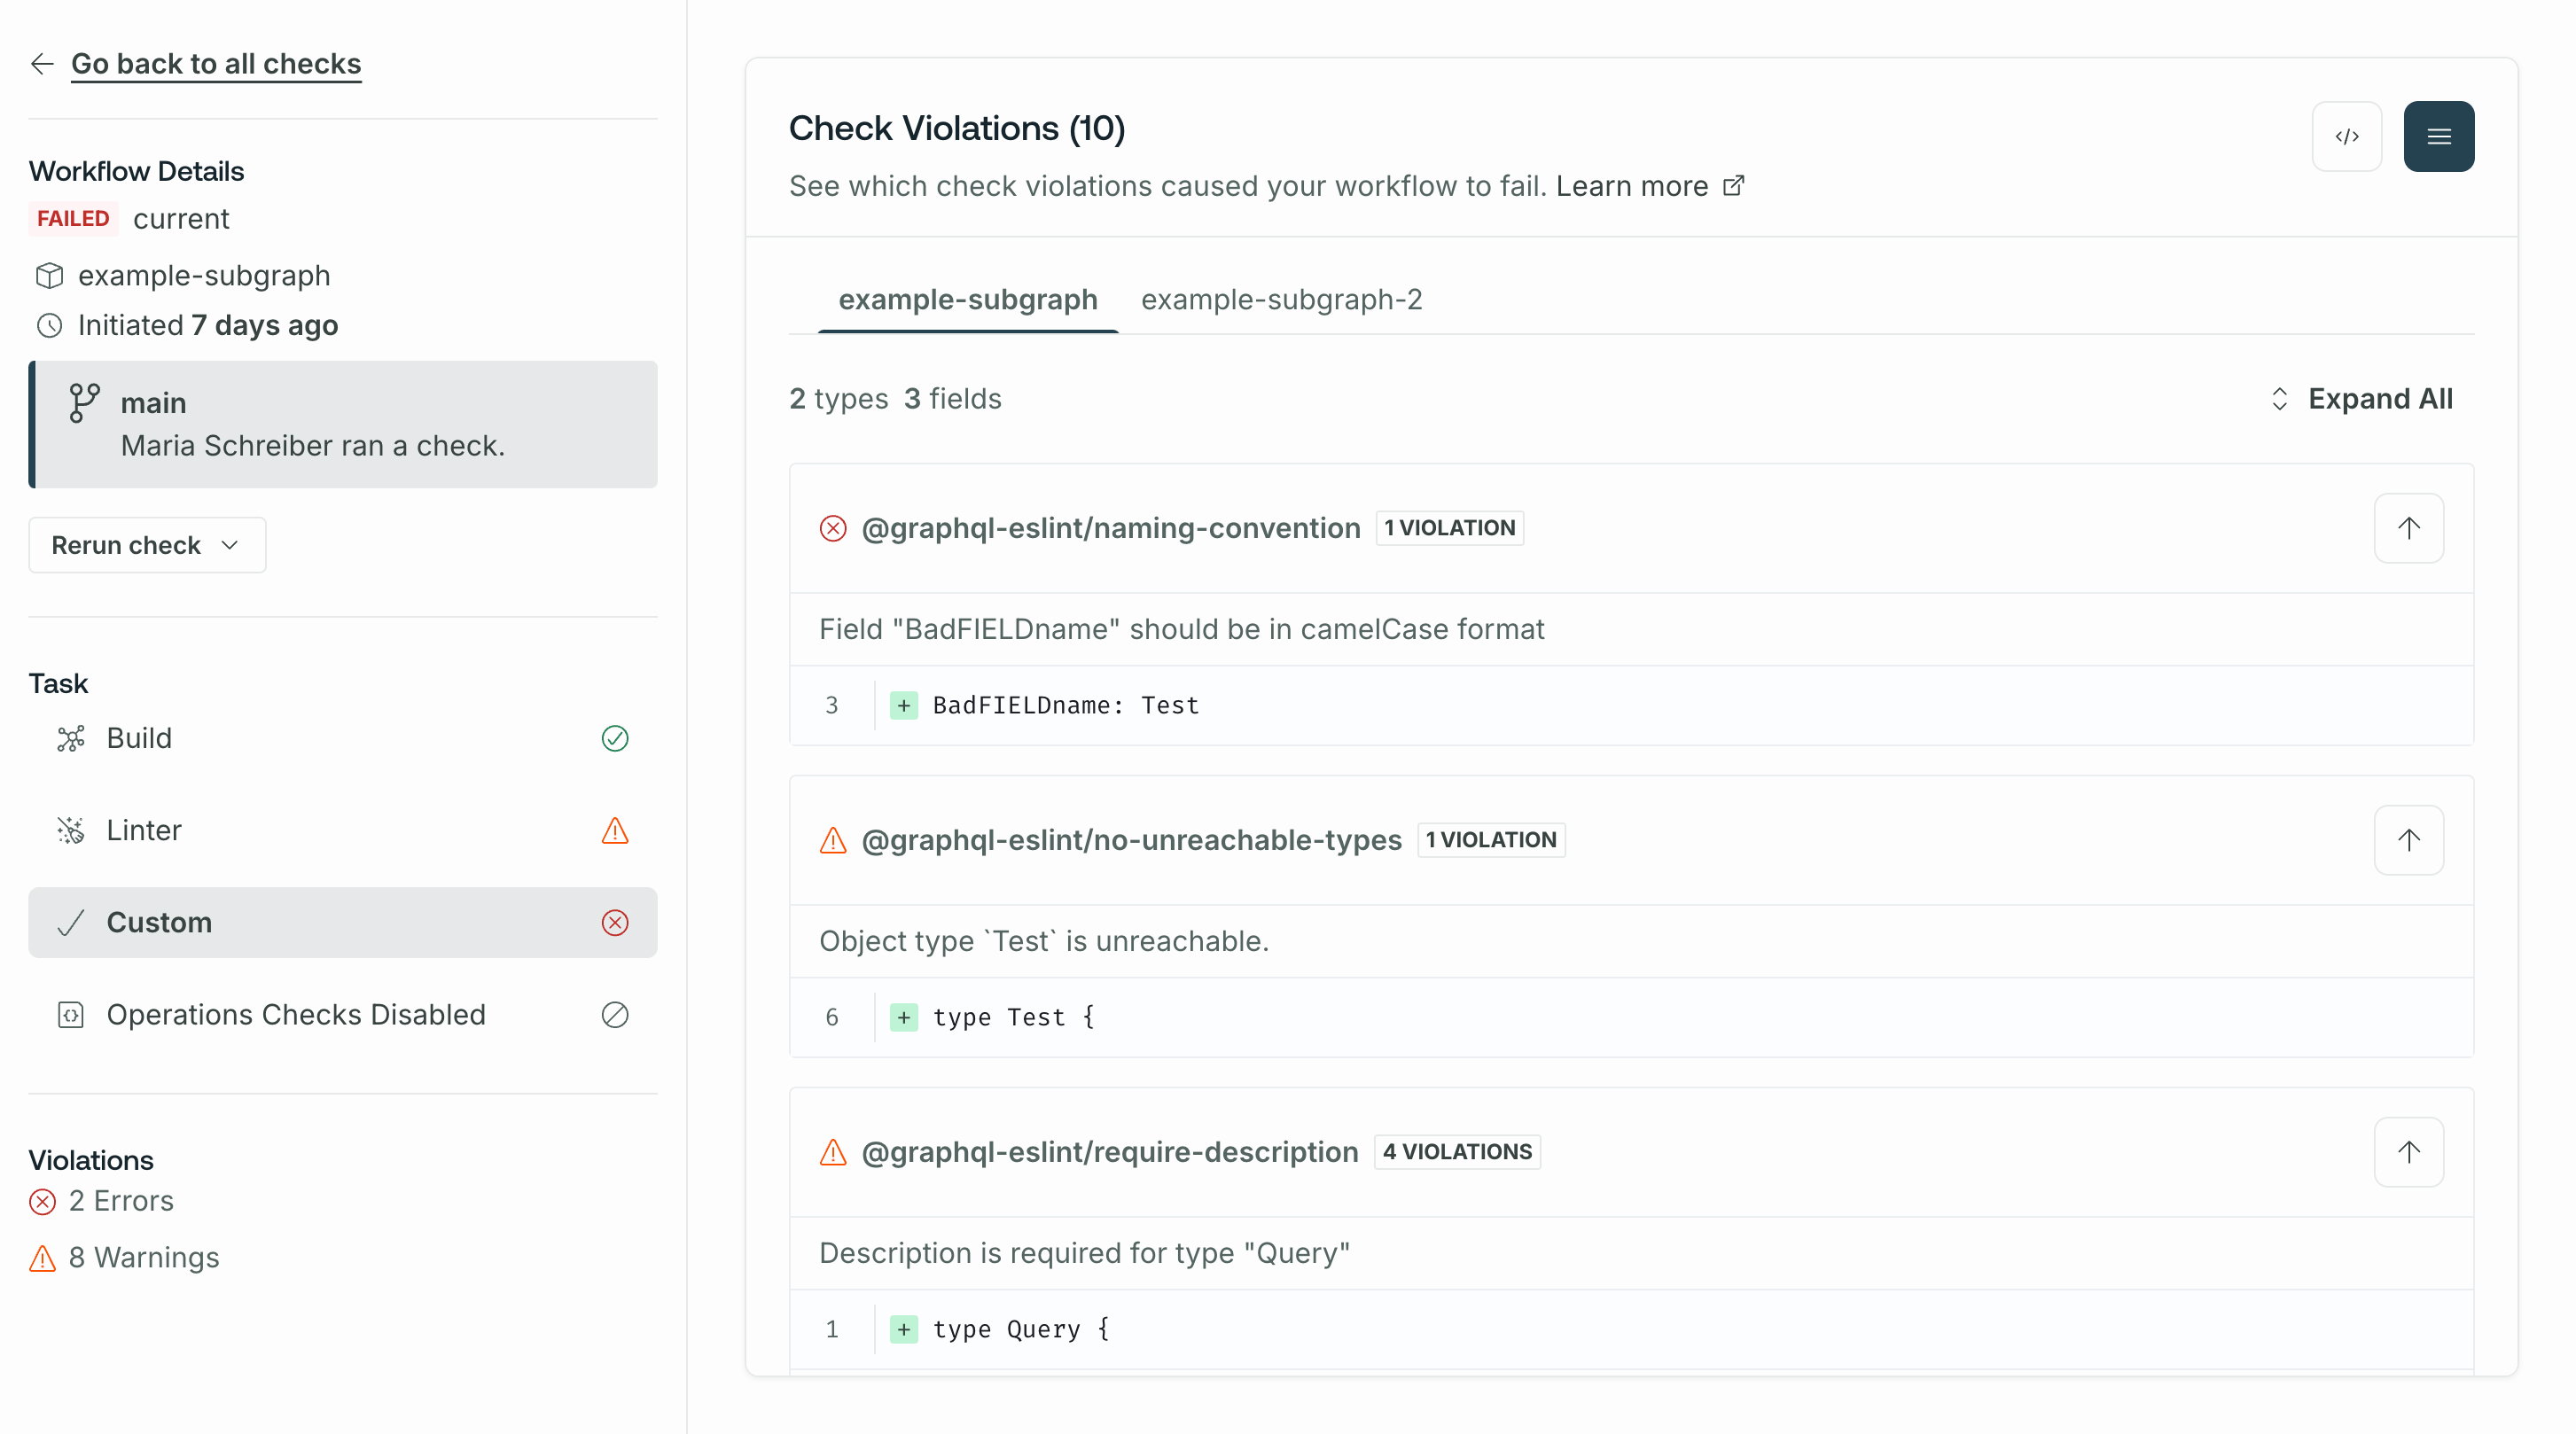 Go back to all checks
Workflow Details
FAILED current
example-subgraph
Initiated 7 days ago
main
Maria Schreiber ran a check.
Rerun check
Task
Build
Linter
Custom
Operations Checks Disabled
Violations
2 Errors
8 Warnings
Check Violations (10)
See which check violations caused your workflow to fail. Learn more
</>
example-subgraph example-subgraph-2
2 types 3 fields
Expand All
@graphql-eslint/naming-convention 1 VIOLATION
Field "BadFIELDname" should be in camelCase format
3 + BadFIELDname: Test
@graphql-eslint/no-unreachable-types 1 VIOLATION
Object type `Test` is unreachable.
6 + type Test {
@graphql-eslint/require-description 4 VIOLATIONS
Description is required for type "Query"
1 + type Query {